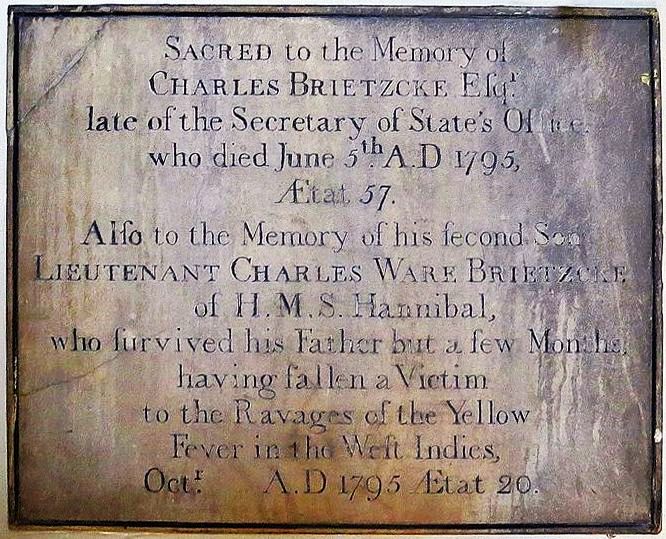 SACRED to the Memory of
CHARLES BRIETZCKE Eſqʳ.
late of the Secretary of State's Office,
who died June 5ᵗʰ. A.D 1795,
Ætat 57.
Alſo to the Memory of his ſecond Son
LIEUTENANT CHARLES WARE BRIETZCKE
of H.M.S. Hannibal,
who ſurvived his Father but a few Months,
having fallen a Victim
to the Ravages of the Yellow
Fever in the Weſt Indies,
Octʳ. A.D 1795 Ætat 20.